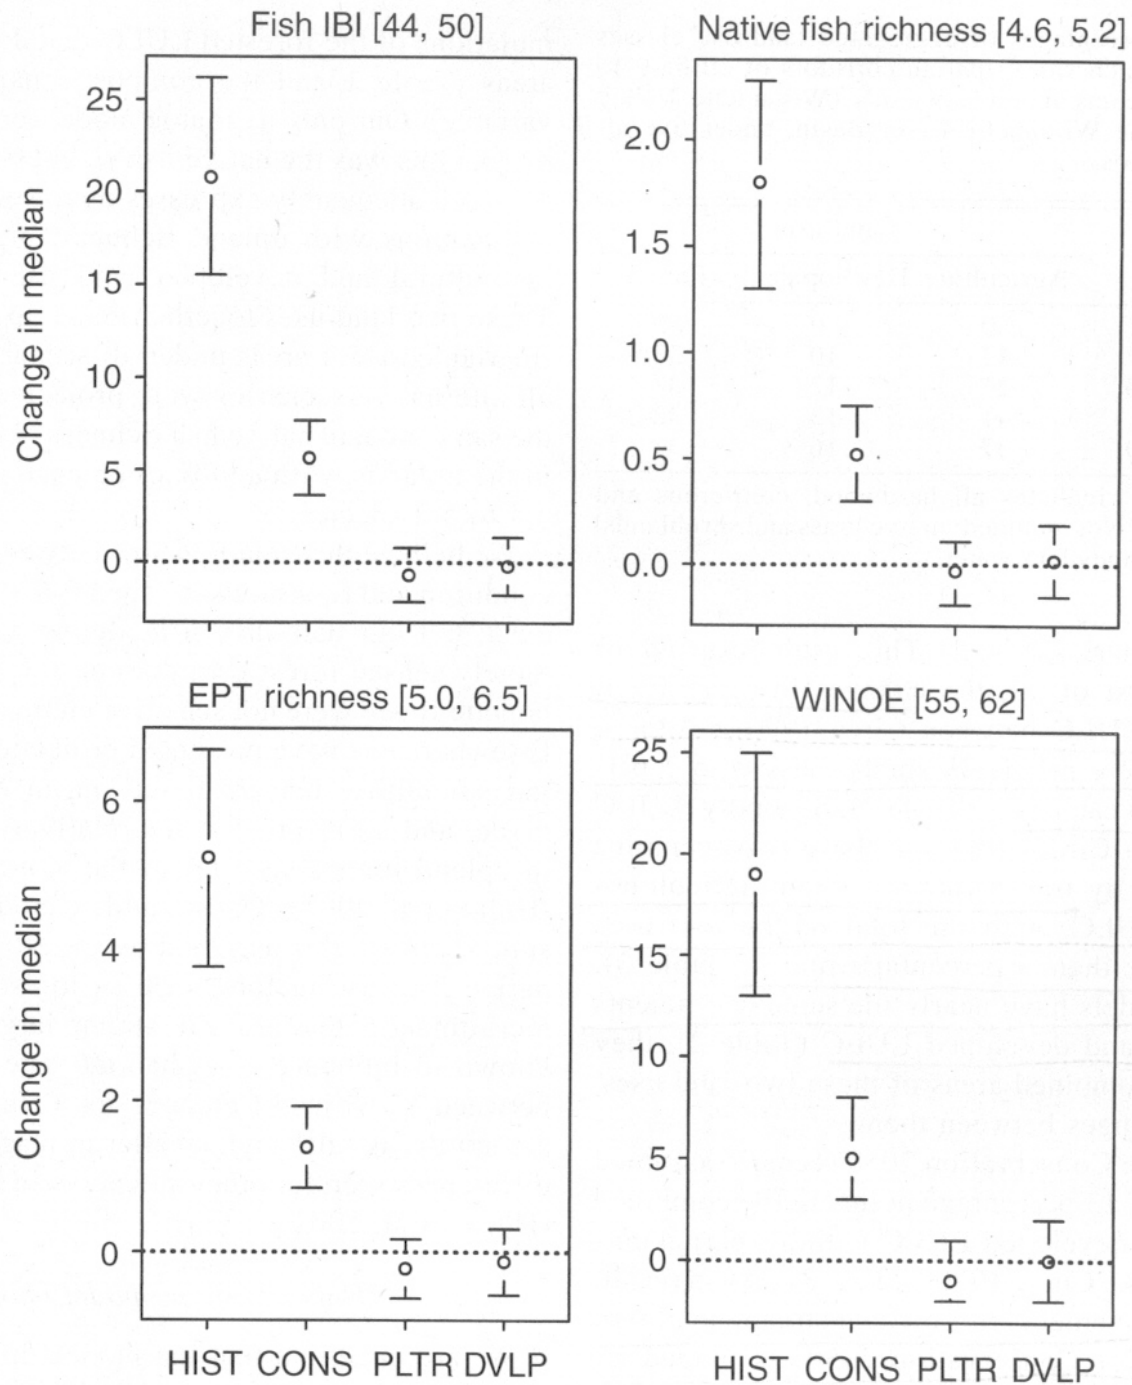 Fish IBI [44, 50]
25
20
15
10
5
0
Change in median
Native fish richness [4.6, 5.2]
2.0
1.5
1.0
0.5
0.0
EPT richness [5.0, 6.5]
6
4
2
0
Change in median
HIST CONS PLTR DVLP
WINOE [55, 62]
25
20
15
10
5
0
HIST CONS PLTR DVLP